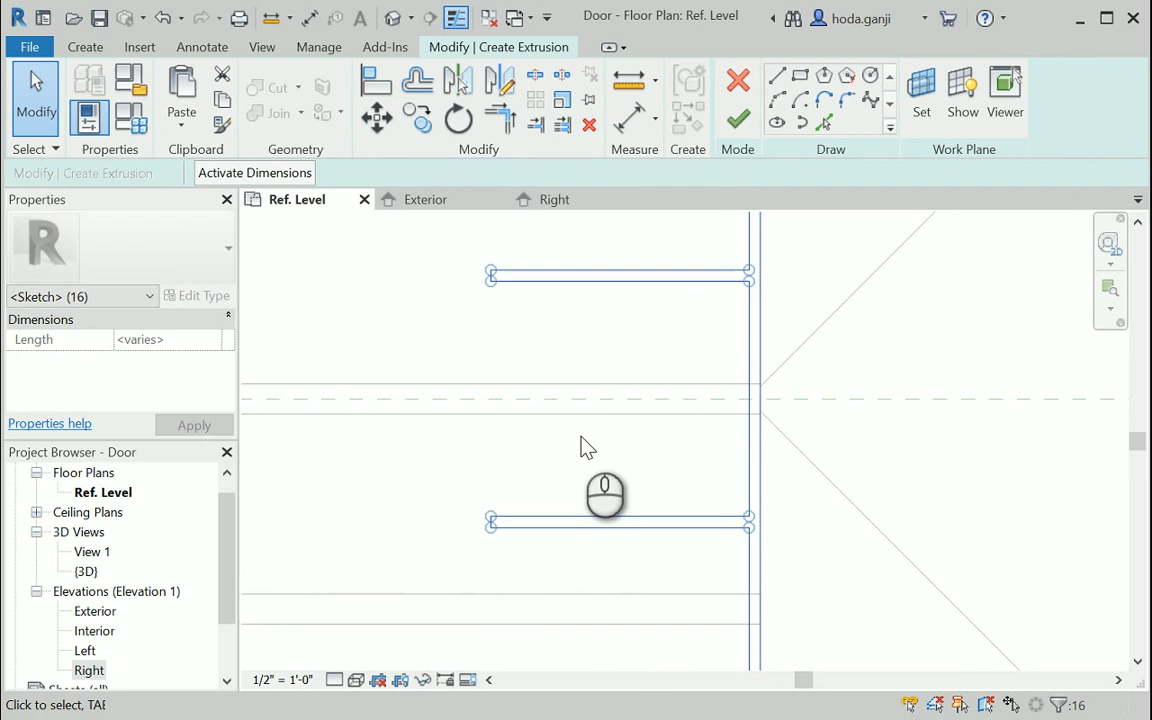 Door - Floor Plan: Ref. Level
hoda.ganji
File
Create
Insert
Annotate
View
Manage
Add-Ins
Modify | Create Extrusion
Modify
Paste
Cut
Join
Set
Show
Viewer
Select
Properties
Clipboard
Geometry
Modify
Measure
Create
Mode
Draw
Work Plane
Modify | Create Extrusion
Activate Dimensions
Properties
Ref. Level
Exterior
Right
R
<Sketch> (16)
Edit Type
Dimensions
Length
<varies>
Properties help
Apply
Project Browser - Door
Floor Plans
Ref. Level
Ceiling Plans
3D Views
View 1
{3D}
Elevations (Elevation 1)
Exterior
Interior
Left
Right
1/2" = 1'-0"
Click to select, TAB
:16
2D